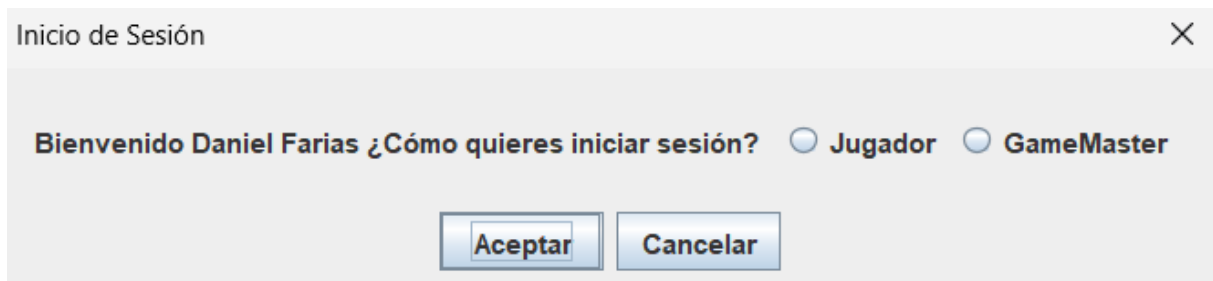 Inicio de Sesión
Bienvenido Daniel Farias ¿Cómo quieres iniciar sesión? Jugador GameMaster
Aceptar Cancelar